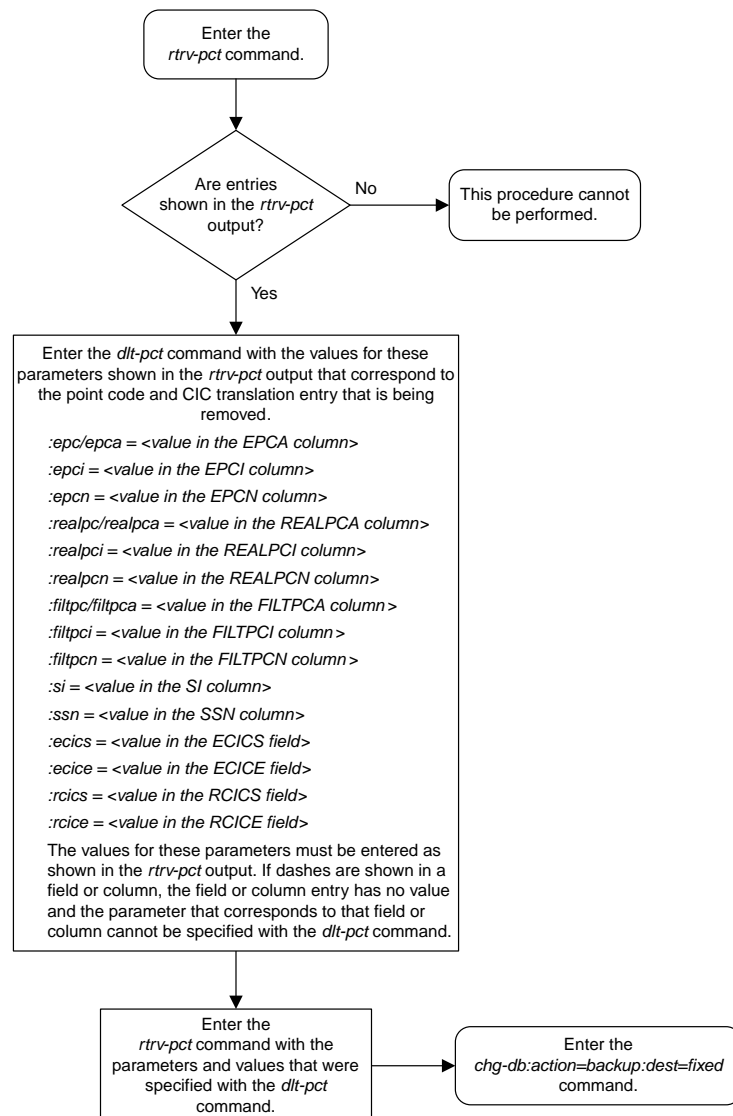 Enter the
rtrv-pct command.
Are entries
shown in the rtrv-pct
output?
No
This procedure cannot
be performed.
Yes
Enter the dlt-pct command with the values for these
parameters shown in the rtrv-pct output that correspond to
the point code and CIC translation entry that is being
removed.
:epc/epca = <value in the EPCA column>
:epci = <value in the EPCI column>
:epcn = <value in the EPCN column>
:realpc/realpca = <value in the REALPCA column>
:realpci = <value in the REALPCI column>
:realpcn = <value in the REALPCN column>
:filtpc/filtpca = <value in the FILTPCA column>
:filtpci = <value in the FILTPCI column>
:filtpcn = <value in the FILTPCN column>
:si = <value in the SI column>
:ssn = <value in the SSN column>
:ecics = <value in the ECICS field>
:ecice = <value in the ECICE field>
:rcics = <value in the RCICS field>
:rcice = <value in the RCICE field>
The values for these parameters must be entered as
shown in the rtrv-pct output. If dashes are shown in a
field or column, the field or column entry has no value
and the parameter that corresponds to that field or
column cannot be specified with the dlt-pct command.
Enter the
rtrv-pct command with the
parameters and values that were
specified with the dlt-pct
command.
Enter the
chg-db:action=backup:dest=fixed
command.